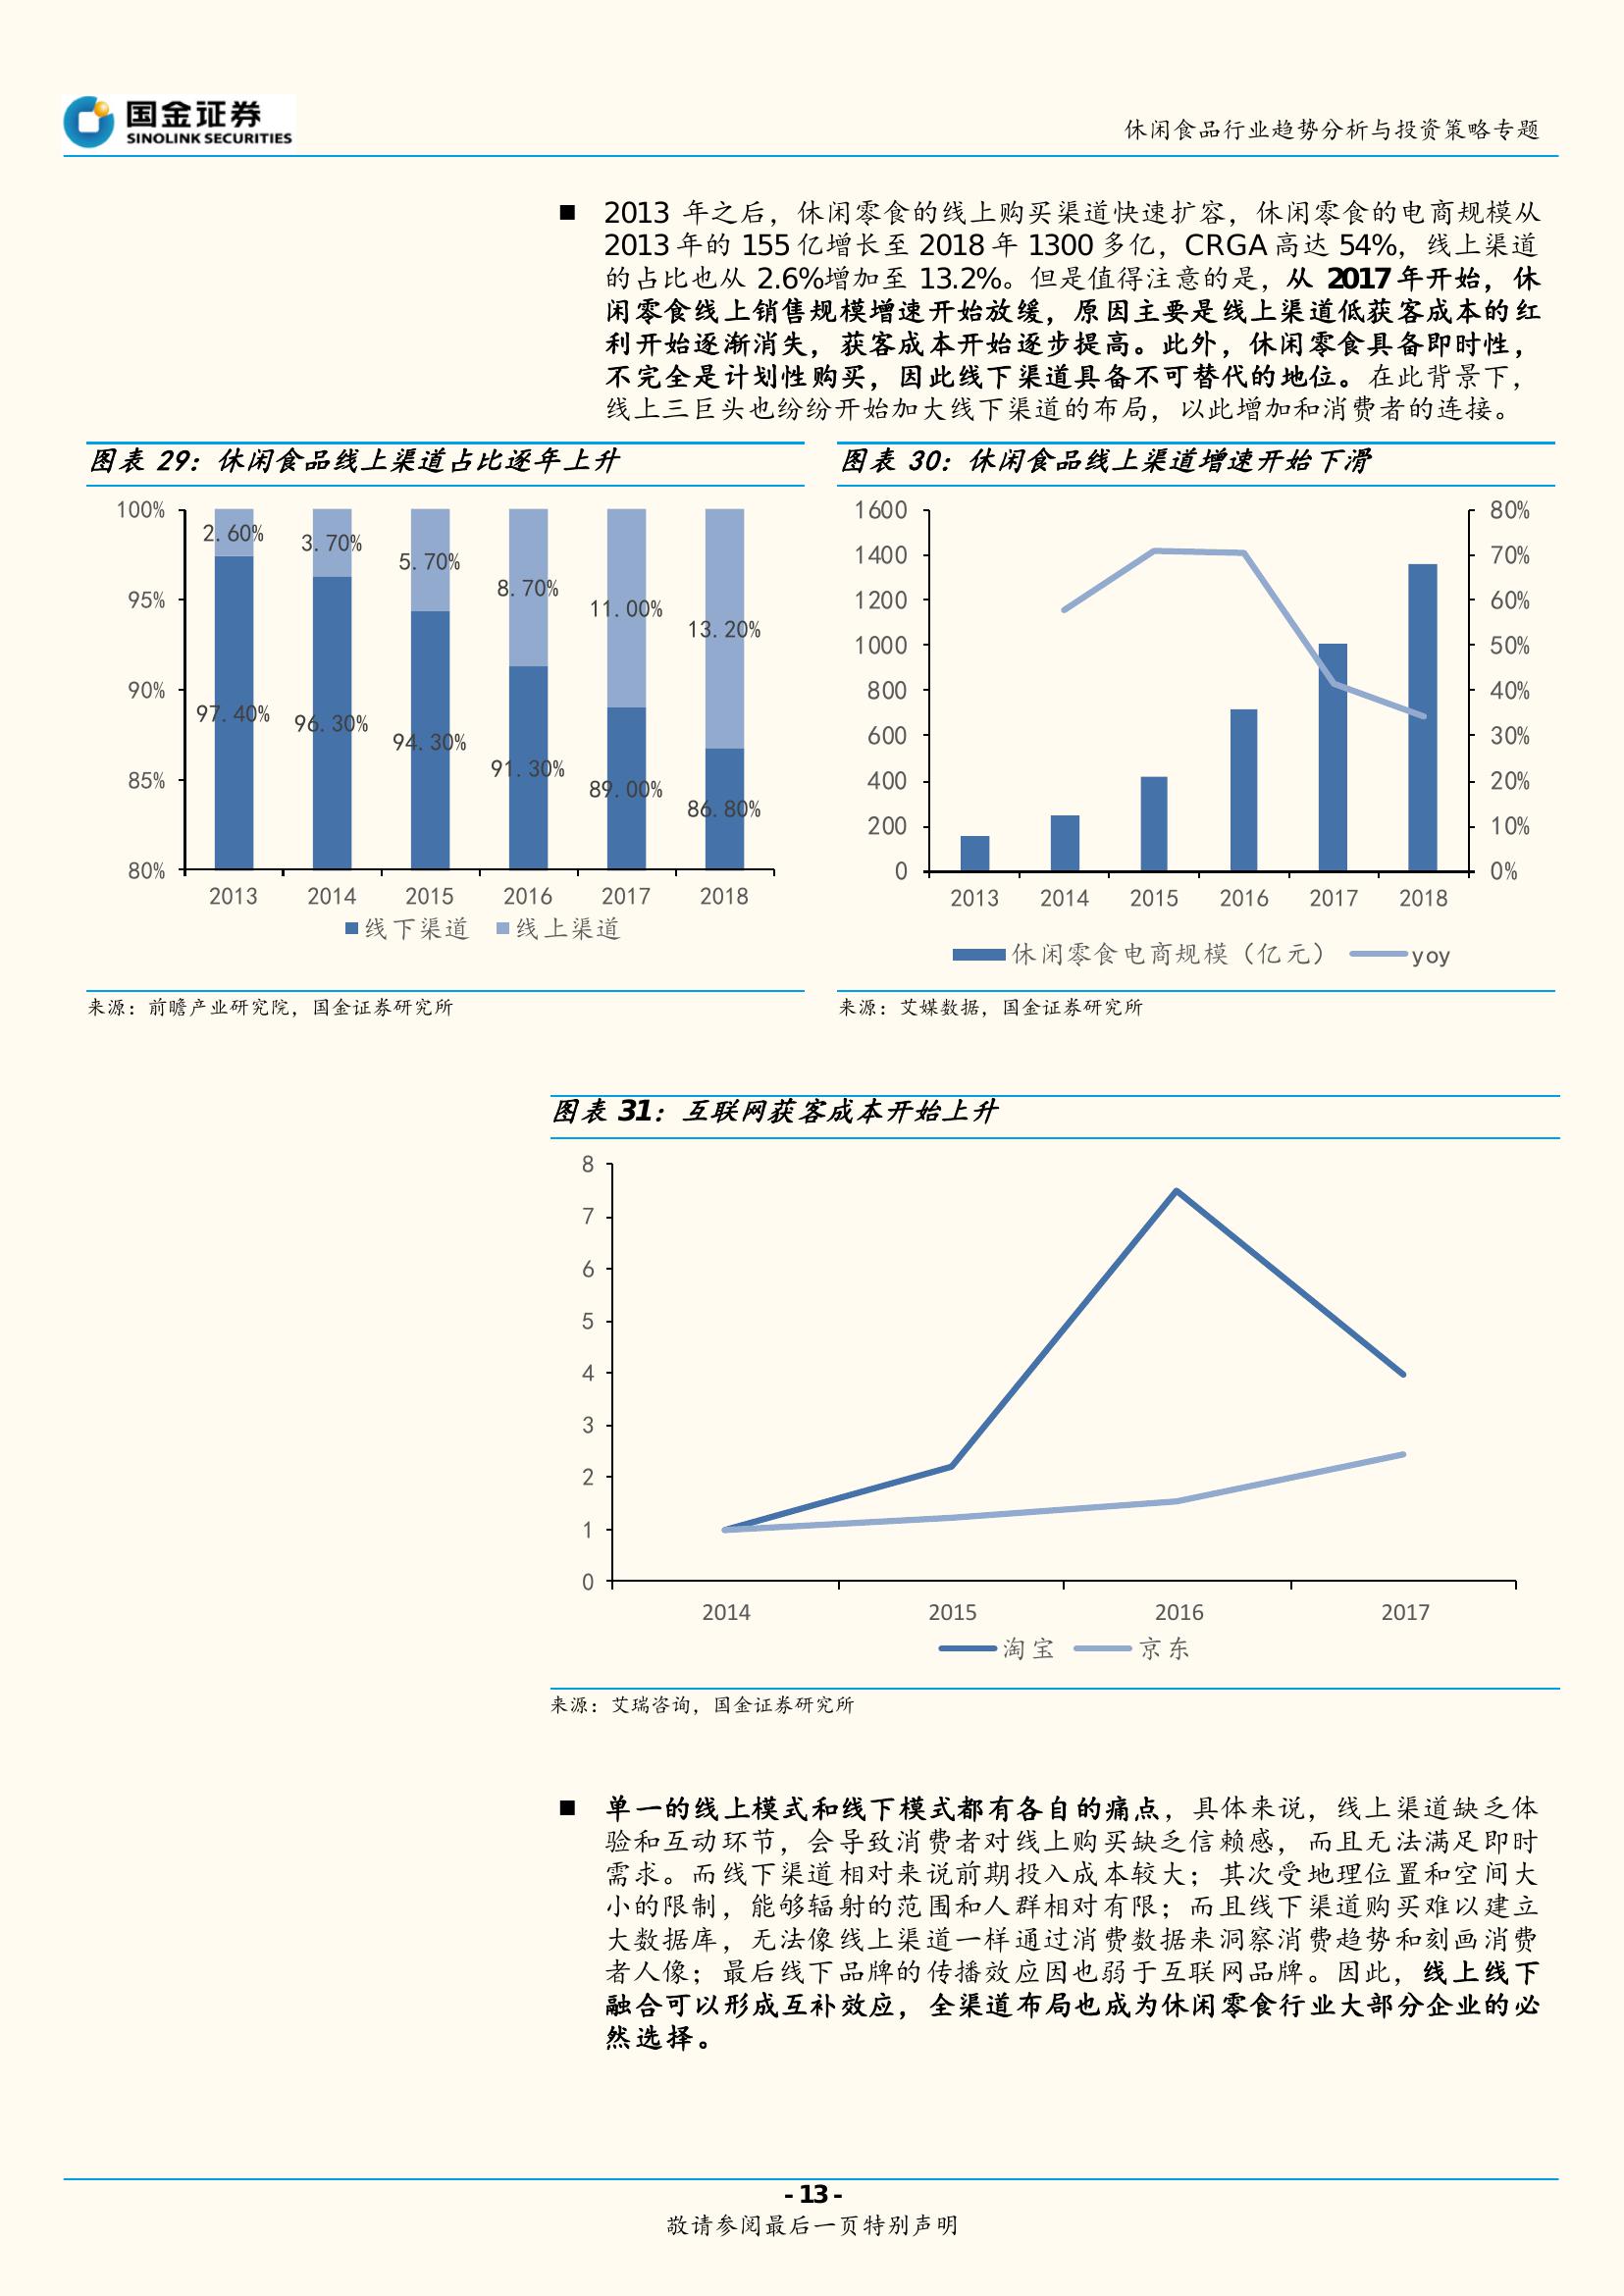 国金证券
SINOLINK SECURITIES
休闲食品行业趋势分析与投资策略专题
■ 2013 年之后，休闲零食的线上购买渠道快速扩容，休闲零食的电商规模从
2013 年的 155 亿增长至 2018 年 1300 多亿，CRGA 高达 54%，线上渠道
的占比也从 2.6%增加至 13.2%。但是值得注意的是，从 2017 年开始，休
闲零食线上销售规模增速开始放缓，原因主要是线上渠道低获客成本的红
利开始逐渐消失，获客成本开始逐步提高。此外，休闲零食具备即时性，
不完全是计划性购买，因此线下渠道具备不可替代的地位。在此背景下，
线上三巨头也纷纷开始加大线下渠道的布局，以此增加和消费者的连接。
图表 29：休闲食品线上渠道占比逐年上升
100%
95%
90%
85%
80%
2.60%
3.70%
5.70%
8.70%
11.00%
13.20%
97.40%
96.30%
94.30%
91.30%
89.00%
86.80%
2013 2014 2015 2016 2017 2018
线下渠道 线上渠道
来源：前瞻产业研究院，国金证券研究所
图表 30：休闲食品线上渠道增速开始下滑
1600
1400
1200
1000
800
600
400
200
0
80%
70%
60%
50%
40%
30%
20%
10%
0%
2013 2014 2015 2016 2017 2018
休闲零食电商规模（亿元） yoy
来源：艾媒数据，国金证券研究所
图表 31：互联网获客成本开始上升
8
7
6
5
4
3
2
1
0
2014 2015 2016 2017
淘宝 京东
来源：艾瑞咨询，国金证券研究所
■ 单一的线上模式和线下模式都有各自的痛点，具体来说，线上渠道缺乏体
验和互动环节，会导致消费者对线上购买缺乏信赖感，而且无法满足即时
需求。而线下渠道相对来说前期投入成本较大；其次受地理位置和空间大
小的限制，能够辐射的范围和人群相对有限；而且线下渠道购买难以建立
大数据库，无法像线上渠道一样通过消费数据来洞察消费趋势和刻画消费
者人像；最后线下品牌的传播效应因也弱于互联网品牌。因此，线上线下
融合可以形成互补效应，全渠道布局也成为休闲零食行业大部分企业的必
然选择。
- 13 -
敬请参阅最后一页特别声明